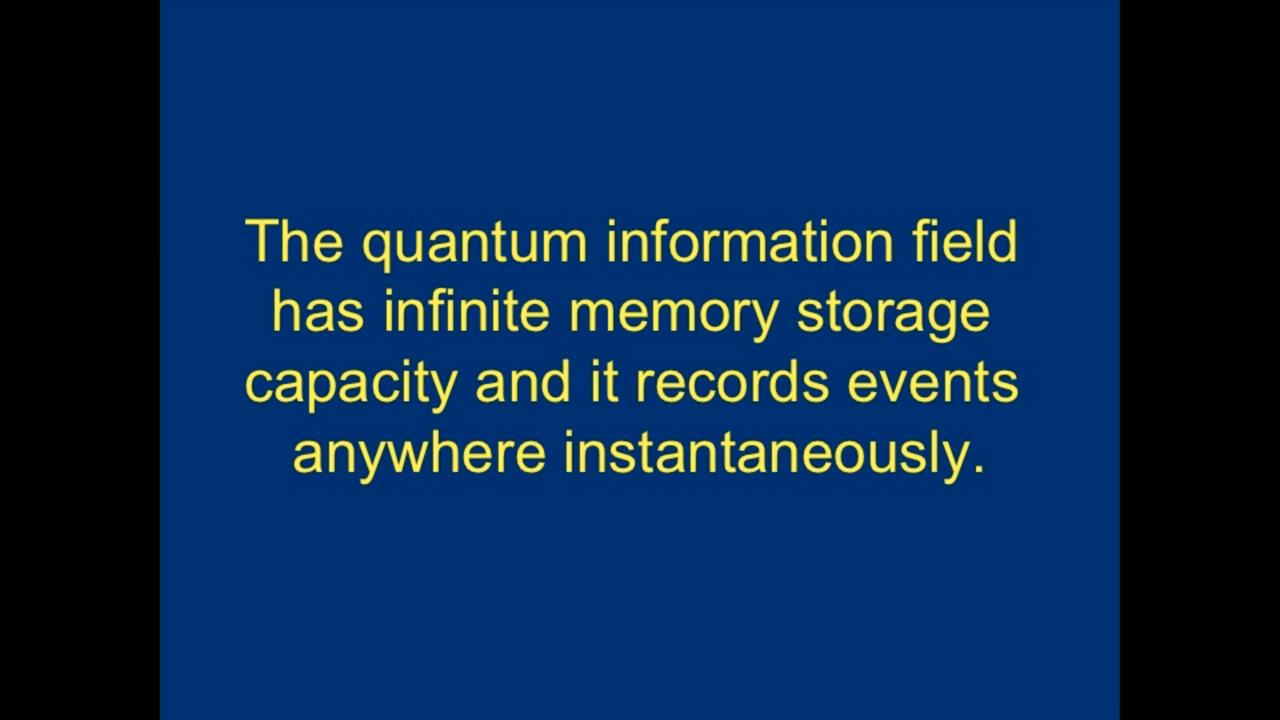 The quantum information field
has infinite memory storage
capacity and it records events
anywhere instantaneously.